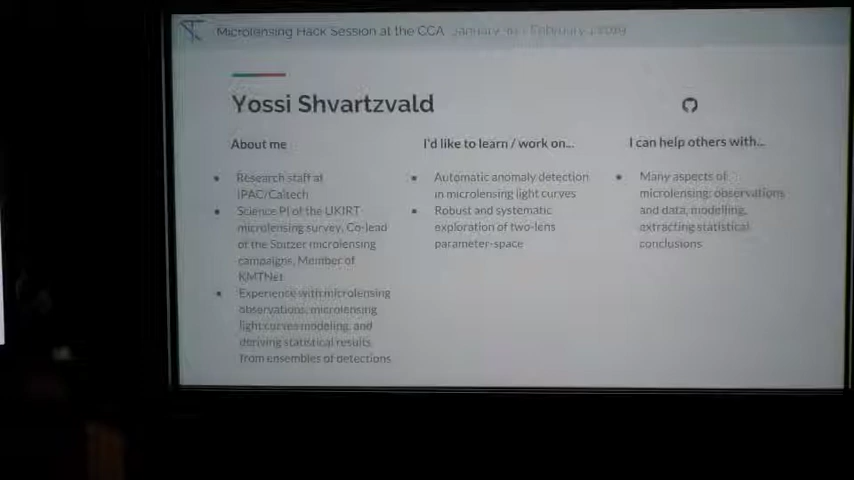 Microlensing Hack Session at the CCA
Yossi Shvartzvald
About me
Research staff at
IPAC/Caltech
Science PI of the UKIRT
microlensing survey, Co-lead
of the Spitzer microlensing
campaigns, Member of
KMTNet
Experience with microlensing
observations, microlensing
light curves modeling, and
deriving statistical results
from ensembles of detections
I'd like to learn / work on...
Automatic anomaly detection
in microlensing light curves
Robust and systematic
exploration of two-lens
parameter-space
I can help others with...
Many aspects of
microlensing: observations
and data, modelling,
extracting statistical
conclusions